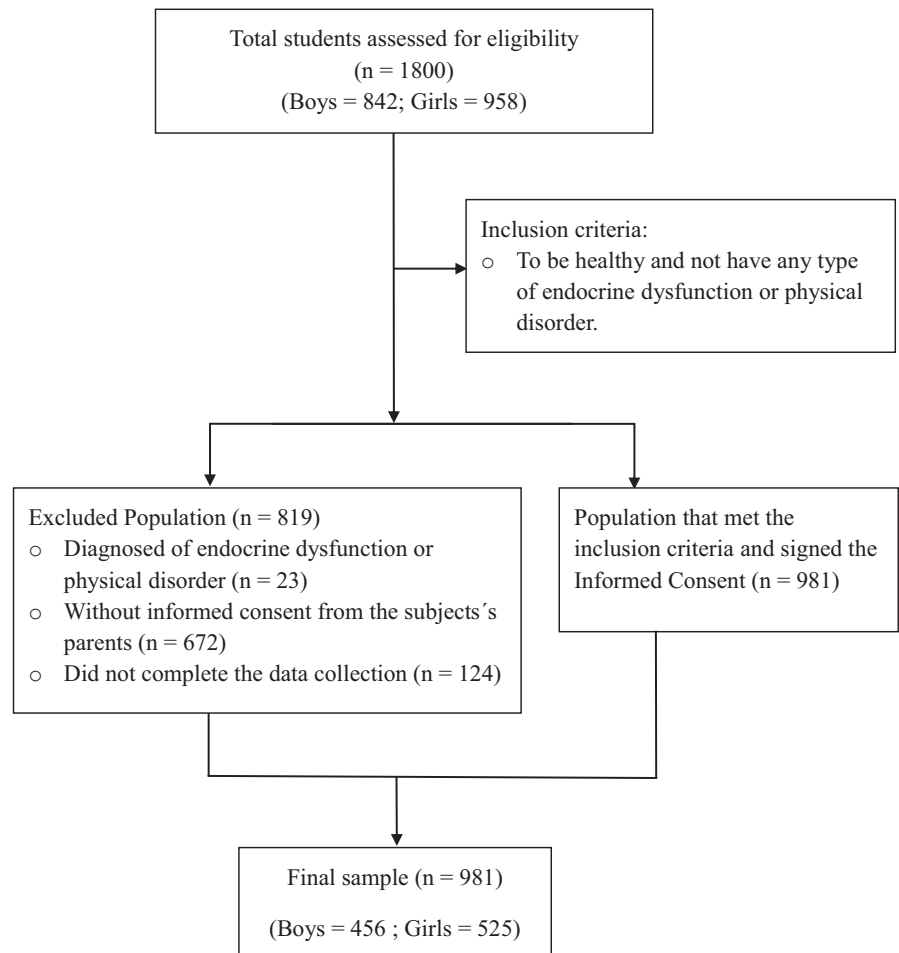 Total students assessed for eligibility
(n = 1800)
(Boys = 842; Girls = 958)
Inclusion criteria:
o To be healthy and not have any type
of endocrine dysfunction or physical
disorder.
Excluded Population (n = 819)
o Diagnosed of endocrine dysfunction or
physical disorder (n = 23)
o Without informed consent from the subjects´s
parents (n = 672)
o Did not complete the data collection (n = 124)
Population that met the
inclusion criteria and signed the
Informed Consent (n = 981)
Final sample (n = 981)
(Boys = 456 ; Girls = 525)